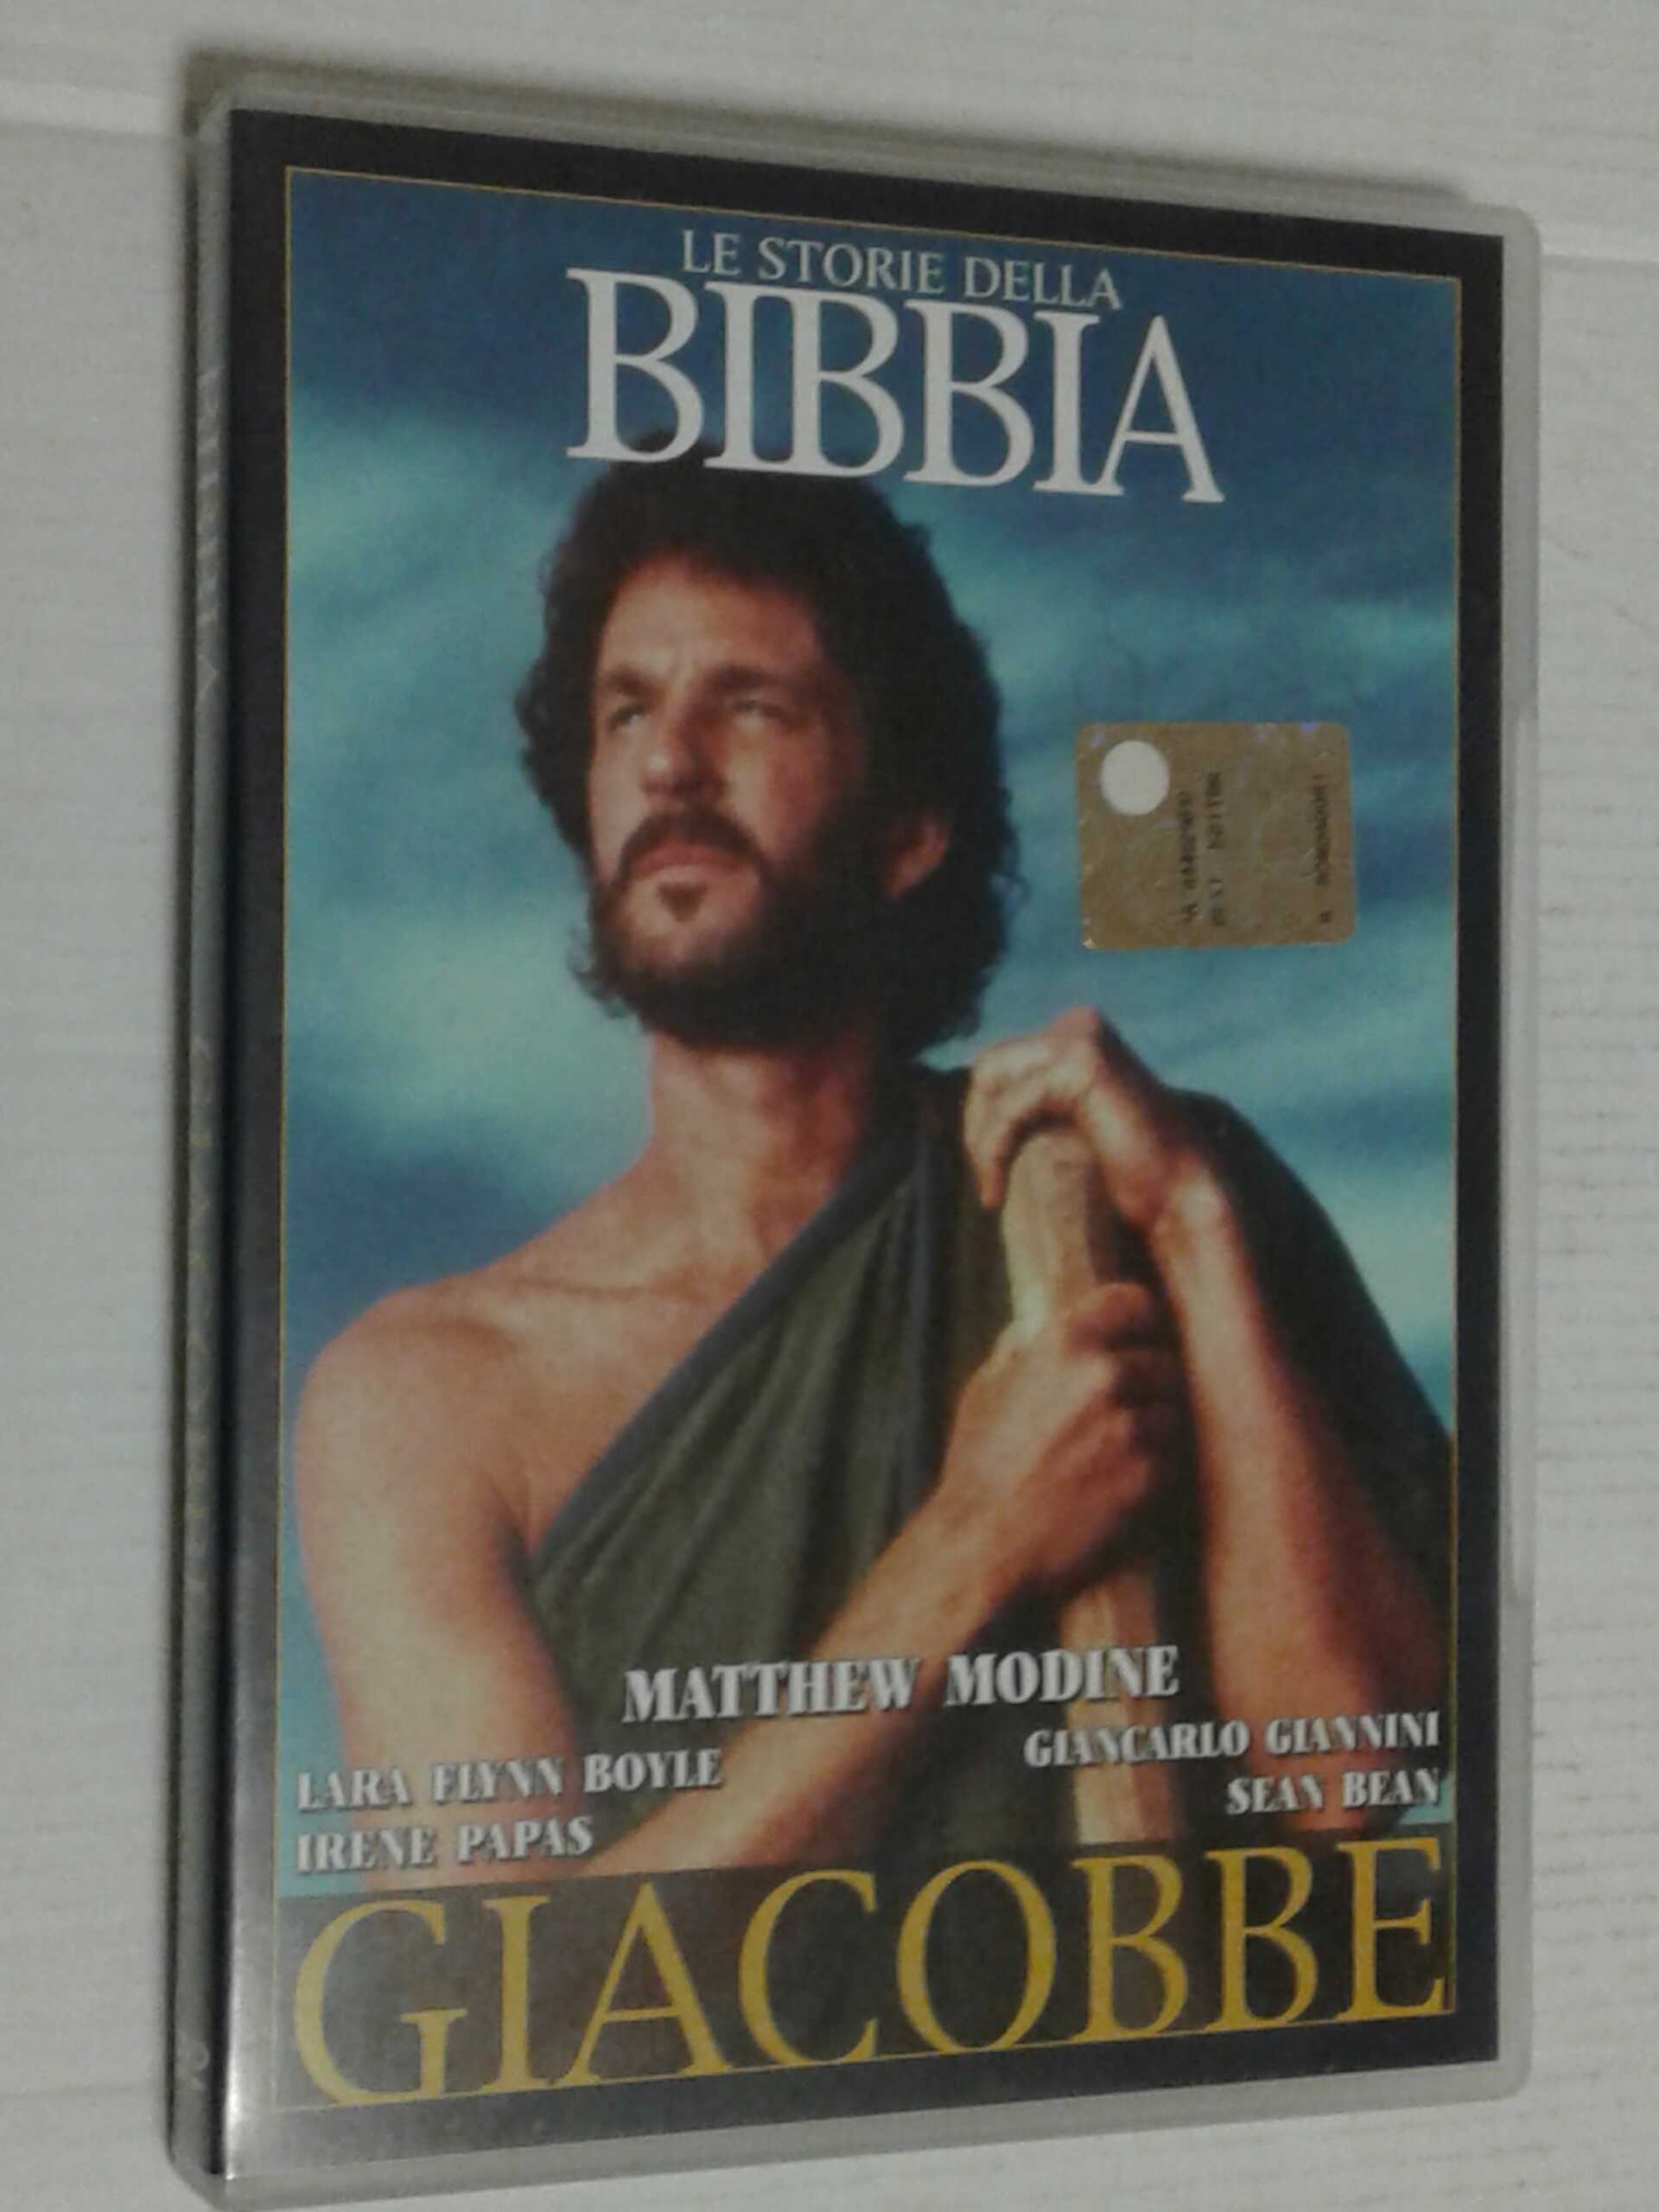 LE STORIE DELLA
BIBBIA
MATTHEW MODINE
LARA FLYNN BOYLE
IRENE PAPAS
GIANCARLO GIANNINI
SEAN BEAN
GIACOBBE